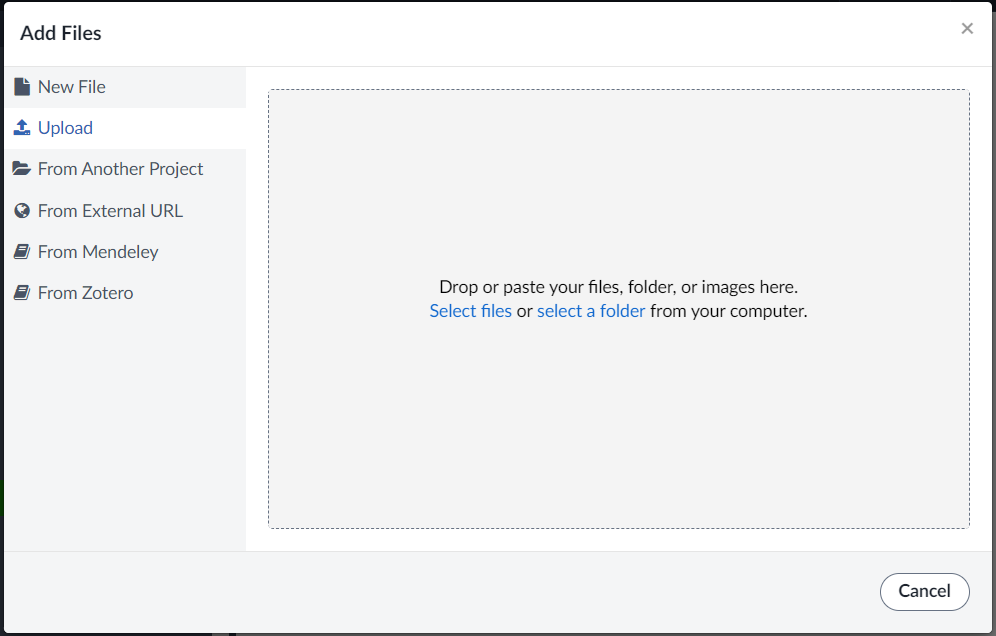 Add Files
×
New File
Upload
From Another Project
From External URL
From Mendeley
From Zotero
Drop or paste your files, folder, or images here.
Select files or select a folder from your computer.
Cancel